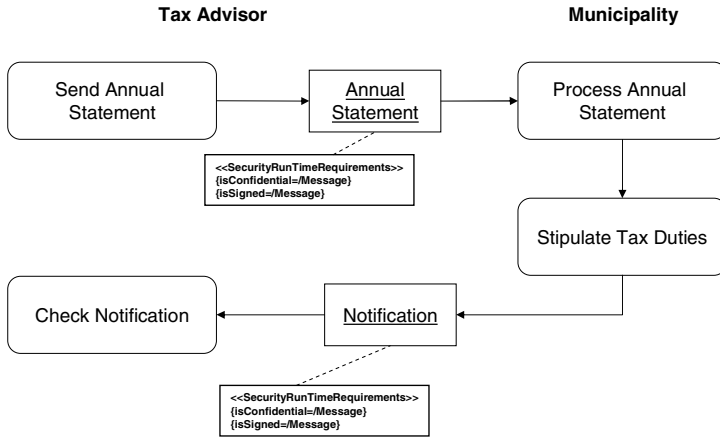 Tax Advisor
Municipality
Send Annual
Statement
Annual
Statement
Process Annual
Statement
<<SecurityRunTimeRequirements>>
{isConfidential=/Message}
{isSigned=/Message}
Stipulate Tax Duties
Check Notification
Notification
<<SecurityRunTimeRequirements>>
{isConfidential=/Message}
{isSigned=/Message}